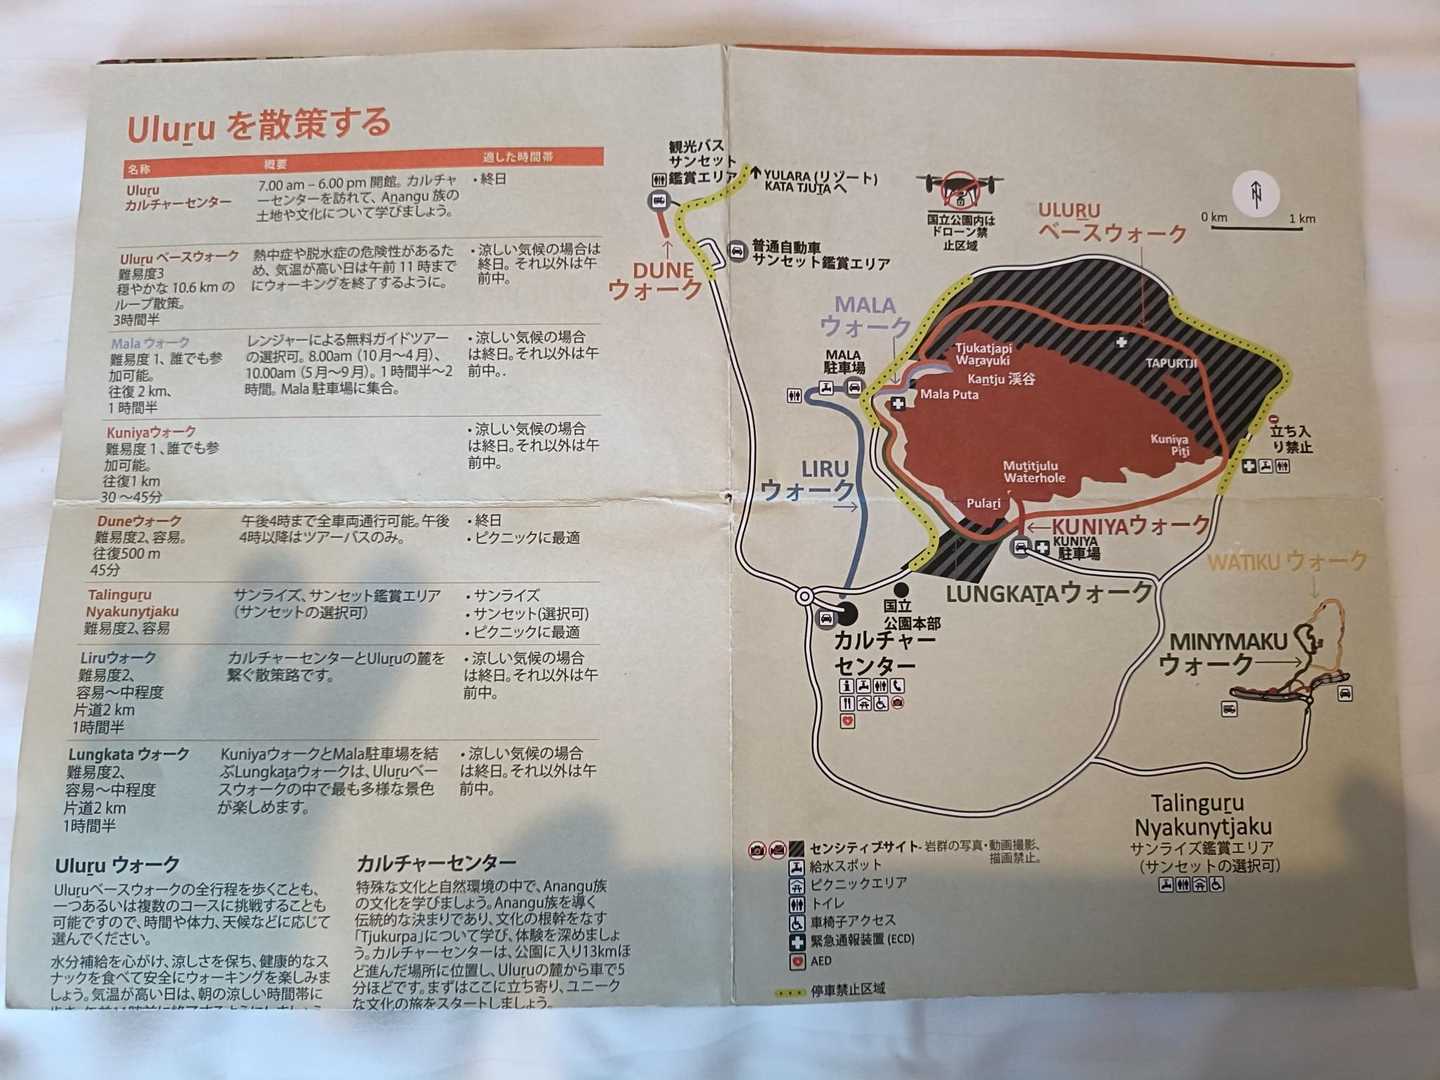 Uluṟu を散策する
名称
概要
適した時間帯
Uluṟu
カルチャーセンター
7.00 am – 6.00 pm 開館。カルチャ
ーセンターを訪れて、Aṉangu 族の
土地や文化について学びましょう。
• 終日
Uluṟu ベースウォーク
難易度3
穏やかな 10.6 km の
ループ散策。
3時間半
熱中症や脱水症の危険性があるた
め、気温が高い日は午前 11 時まで
にウォーキングを終了するように。
• 涼しい気候の場合は
終日。それ以外は午
前中。
Mala ウォーク
難易度 1、誰でも参
加可能。
往復 2 km、
1 時間半
レンジャーによる無料ガイドツアー
の選択可。8.00am（10 月～4 月）、
10.00am（5 月～9 月）。1 時間半～2
時間。Mala 駐車場に集合。
• 涼しい気候の場合
は終日。それ以外は午
前中。.
Kuniyaウォーク
難易度 1、誰でも参
加可能。
往復1 km
30 ～45分
• 涼しい気候の場合
は終日。それ以外は午
前中。
Duneウォーク
難易度2、容易。
往復500 m
45分
午後4時まで全車両通行可能。午後
4時以降はツアーバスのみ。
• 終日
• ピクニックに最適
Talinguru
Nyakunytjaku
難易度2、容易
サンライズ、サンセット鑑賞エリア
（サンセットの選択可）
• サンライズ
• サンセット(選択可)
• ピクニックに最適
Liruウォーク
難易度2、
容易～中程度
片道2 km
1時間半
カルチャーセンターとUluṟuの麓を
繋ぐ散策路です。
• 涼しい気候の場合
は終日。それ以外は午
前中。
Lungkata ウォーク
難易度2、
容易～中程度
片道2 km
1時間半
KuniyaウォークとMala駐車場を結
ぶLungkaṯaウォークは、Uluṟuベー
スウォークの中で最も多様な景色
が楽しめます。
• 涼しい気候の場合
は終日。それ以外は午
前中。
Uluṟu ウォーク
Uluṟuベースウォークの全行程を歩くことも、
一つあるいは複数のコースに挑戦することも
可能ですので、時間や体力、天候などに応じて
選んでください。
水分補給を心がけ、涼しさを保ち、健康的なス
ナックを食べて安全にウォーキングを楽しみま
しょう。気温が高い日は、朝の涼しい時間帯に
カルチャーセンター
特殊な文化と自然環境の中で、Anangu族
の文化を学びましょう。Anangu族を導く
伝統的な決まりであり、文化の根幹をなす
「Tjukurpa」について学び、体験を深めましょ
う。カルチャーセンターは、公園に入り13kmほ
ど進んだ場所に位置し、Uluṟuの麓から車で5
分ほどです。まずはここに立ち寄り、ユニーク
な文化の旅をスタートしましょう。
観光バス
サンセット
鑑賞エリア
YULARA (リゾート)
KATA TJUṮA へ
国立公園内は
ドローン禁
止区域
N
0 km
1 km
DUNE
ウォーク
普通自動車
サンセット鑑賞エリア
ULUṞU
ベースウォーク
MALA
ウォーク
MALA
駐車場
Tjukatjapi
Waṟayuki
Kaṉtju 渓谷
Mala Puta
TAPURTJI
Kuniya
Piṯi
Muṯitjulu
Waterhole
Pulaṟi
立ち入
り禁止
LIRU
ウォーク
KUNIYAウォーク
KUNIYA
駐車場
LUNGKAṮAウォーク
国立
公園本部
カルチャー
センター
WATIKU ウォーク
MINYMAKU
ウォーク
Talinguṟu
Nyakunytjaku
サンライズ鑑賞エリア
（サンセットの選択可）
センシティブサイト- 岩群の写真・動画撮影、
描画禁止。
給水スポット
ピクニックエリア
トイレ
車椅子アクセス
緊急通報装置 (ECD)
AED
停車禁止区域